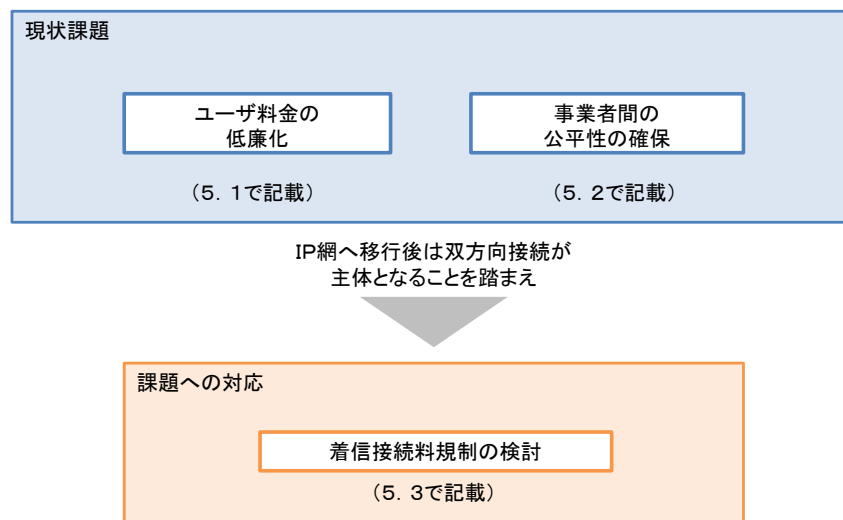 現状課題
ユーザ料金の
低廉化
事業者間の
公平性の確保
（5．1で記載）
（5．2で記載）
IP網へ移行後は双方向接続が
主体となることを踏まえ
課題への対応
着信接続料規制の検討
（5．3で記載）